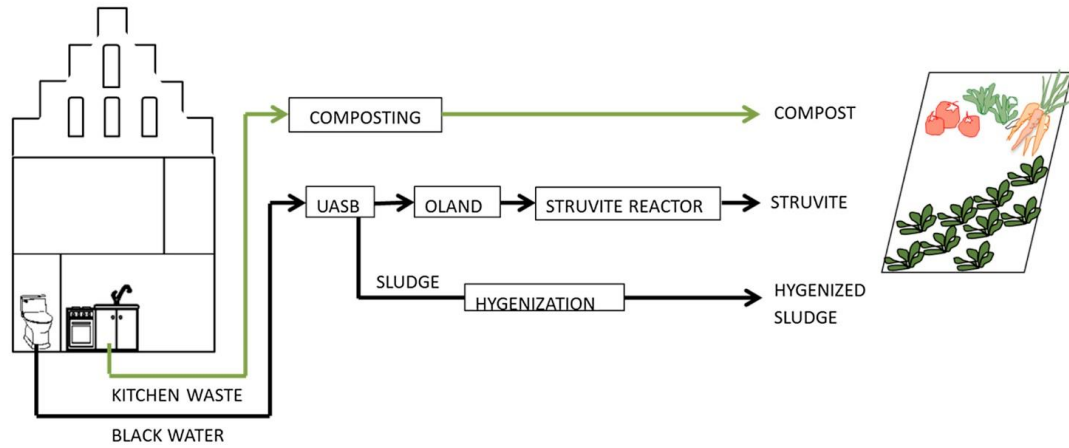 COMPOSTING
COMPOST
UASB
OLAND
STRUVITE REACTOR
STRUVITE
SLUDGE
HYGENIZATION
HYGENIZED
SLUDGE
KITCHEN WASTE
BLACK WATER